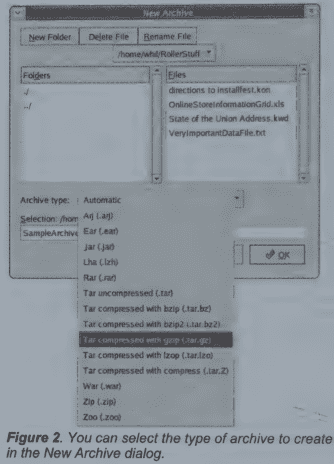 New Archive
New Folder Delete File Rename File
/home/whil/RollerStuff
Folders
Files
./
../
directions to installfest.kon
OnlineStoreInformationGrid.xls
State of the Union Address.kwd
VeryImportantDataFile.txt
Archive type:
Automatic
Arj (.arj)
Ear (.ear)
Jar (.jar)
Lha (.lzh)
Rar (.rar)
Tar uncompressed (.tar)
Tar compressed with bzip (.tar.bz)
Tar compressed with bzip2 (.tar.bz2)
Tar compressed with gzip (.tar.gz)
Tar compressed with lzop (.tar.lzo)
Tar compressed with compress (.tar.Z)
War (.war)
Zip (.zip)
Zoo (.zoo)
Selection: /hom
SampleArchive
OK
Figure 2. You can select the type of archive to create
in the New Archive dialog.